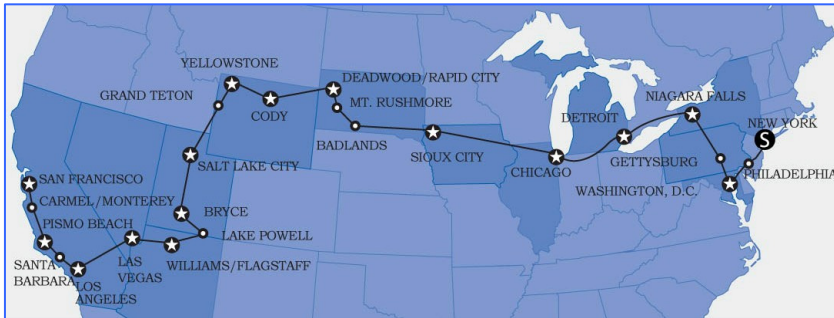 YELLOWSTONE
DEADWOOD/RAPID CITY
GRAND TETON
MT. RUSHMORE
NIAGARA FALLS
CODY
DETROIT
NEW YORK
S
BADLANDS
SIOUX CITY
GETTYSBURG
SALT LAKE CITY
CHICAGO
PHILADELPHIA
SAN FRANCISCO
WASHINGTON, D.C.
CARMEL/MONTEREY
PISMO BEACH
BRYCE
LAKE POWELL
SANTA
BARBARA
LAS
VEGAS
WILLIAMS/FLAGSTAFF
LOS
ANGELES